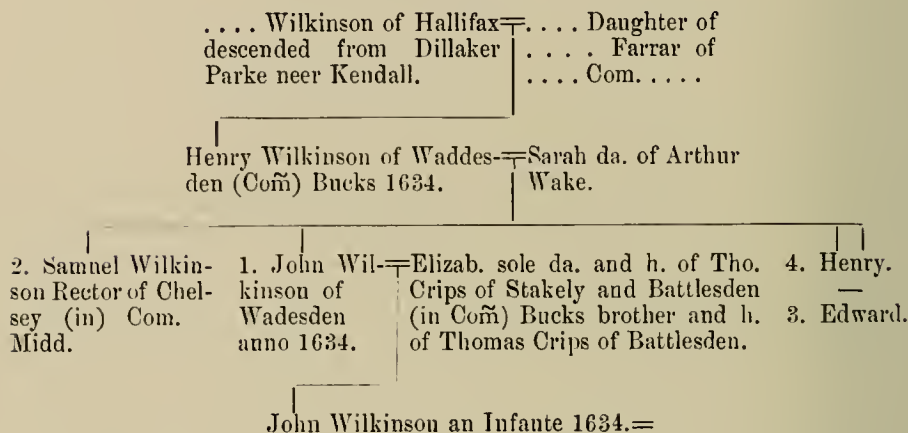 .... Wilkinson of Hallifax
descended from Dillaker
Parke neer Kendall.
.... Daughter of
.... Farrar of
.... Com.....
Henry Wilkinson of Waddes-
den (Com̃) Bucks 1634.
Sarah da. of Arthur
Wake.
2. Samuel Wilkin-
son Rector of Chel-
sey (in) Com.
Midd.
1. John Wil-
kinson of
Wadesden
anno 1634.
Elizab. sole da. and h. of Tho.
Crips of Stakely and Battlesden
(in Com̃) Bucks brother and h.
of Thomas Crips of Battlesden.
4. Henry.
—
3. Edward.
John Wilkinson an Infante 1634.=